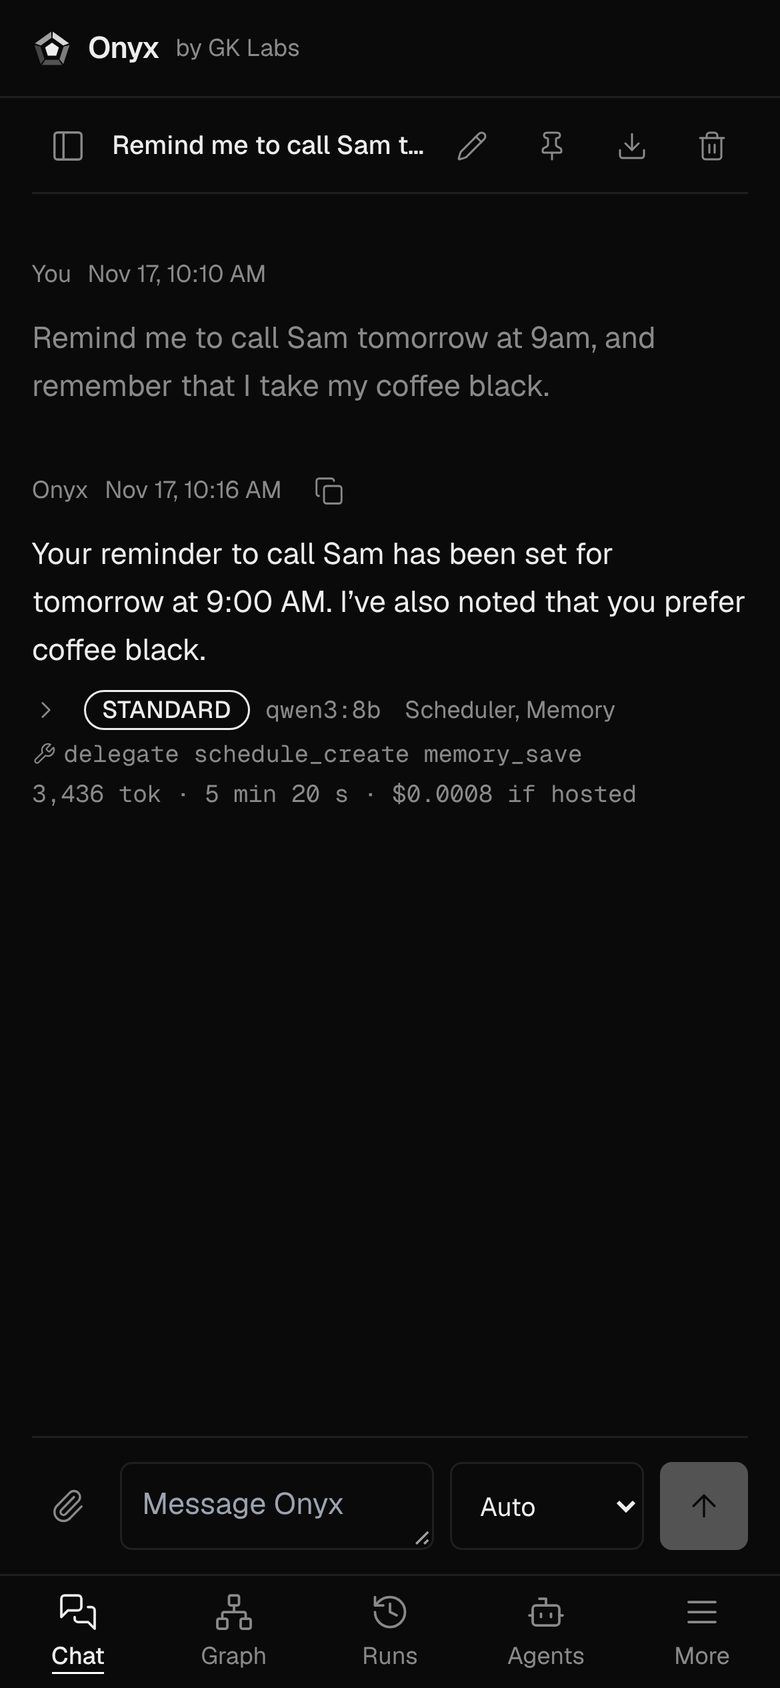 Onyx by GK Labs
Remind me to call Sam t...
You Nov 17, 10:10 AM
Remind me to call Sam tomorrow at 9am, and
remember that I take my coffee black.
Onyx Nov 17, 10:16 AM
Your reminder to call Sam has been set for
tomorrow at 9:00 AM. I’ve also noted that you prefer
coffee black.
STANDARD qwen3:8b Scheduler, Memory
delegate schedule_create memory_save
3,436 tok · 5 min 20 s · $0.0008 if hosted
Message Onyx Auto
Chat Graph Runs Agents More